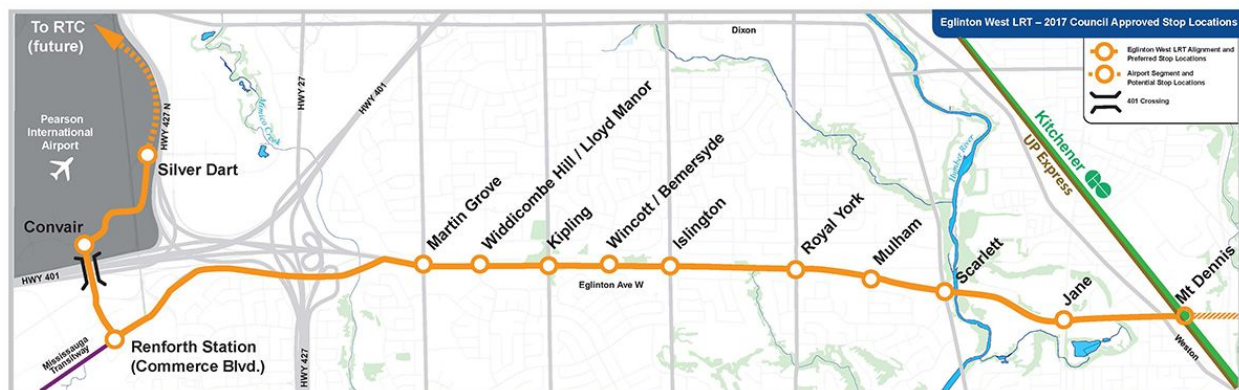 Eglinton West LRT – 2017 Council Approved Stop Locations
Eglinton West LRT Alignment and
Preferred Stop Locations
Airport Segment and
Potential Stop Locations
401 Crossing
To RTC
(future)
Pearson
International
Airport
HWY 427 N
Mimico Creek
HWY 27
HWY 401
Dixon
Humber River
Kitchener
UP Express
Silver Dart
Convair
HWY 401
Martin Grove
Widdicombe Hill / Lloyd Manor
Kipling
Wincott / Bemersyde
Islington
Royal York
Mulham
Scarlett
Jane
Mt Dennis
Eglinton Ave W
Renforth Station
(Commerce Blvd.)
Mississauga
Transitway
HWY 427
Weston